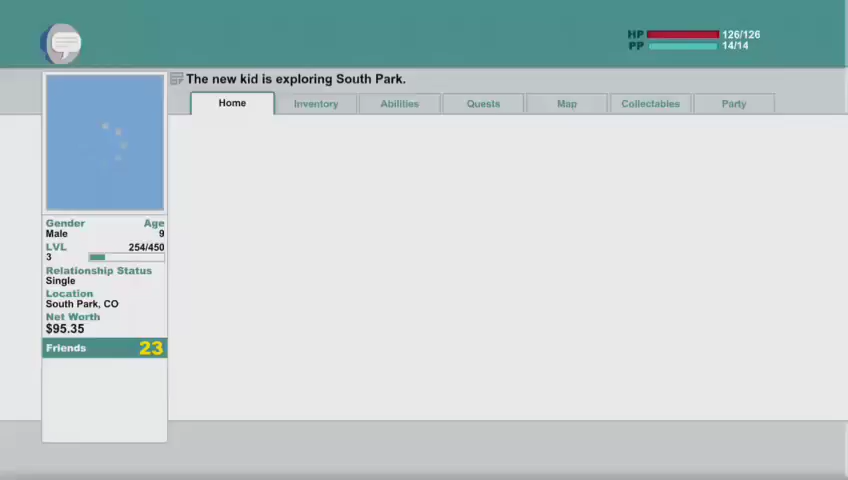 HP 126/126
PP 14/14
The new kid is exploring South Park.
Home Inventory Abilities Quests Map Collectables Party
Gender Age
Male 9
LVL 254/450
3
Relationship Status
Single
Location
South Park, CO
Net Worth
$95.35
Friends 23